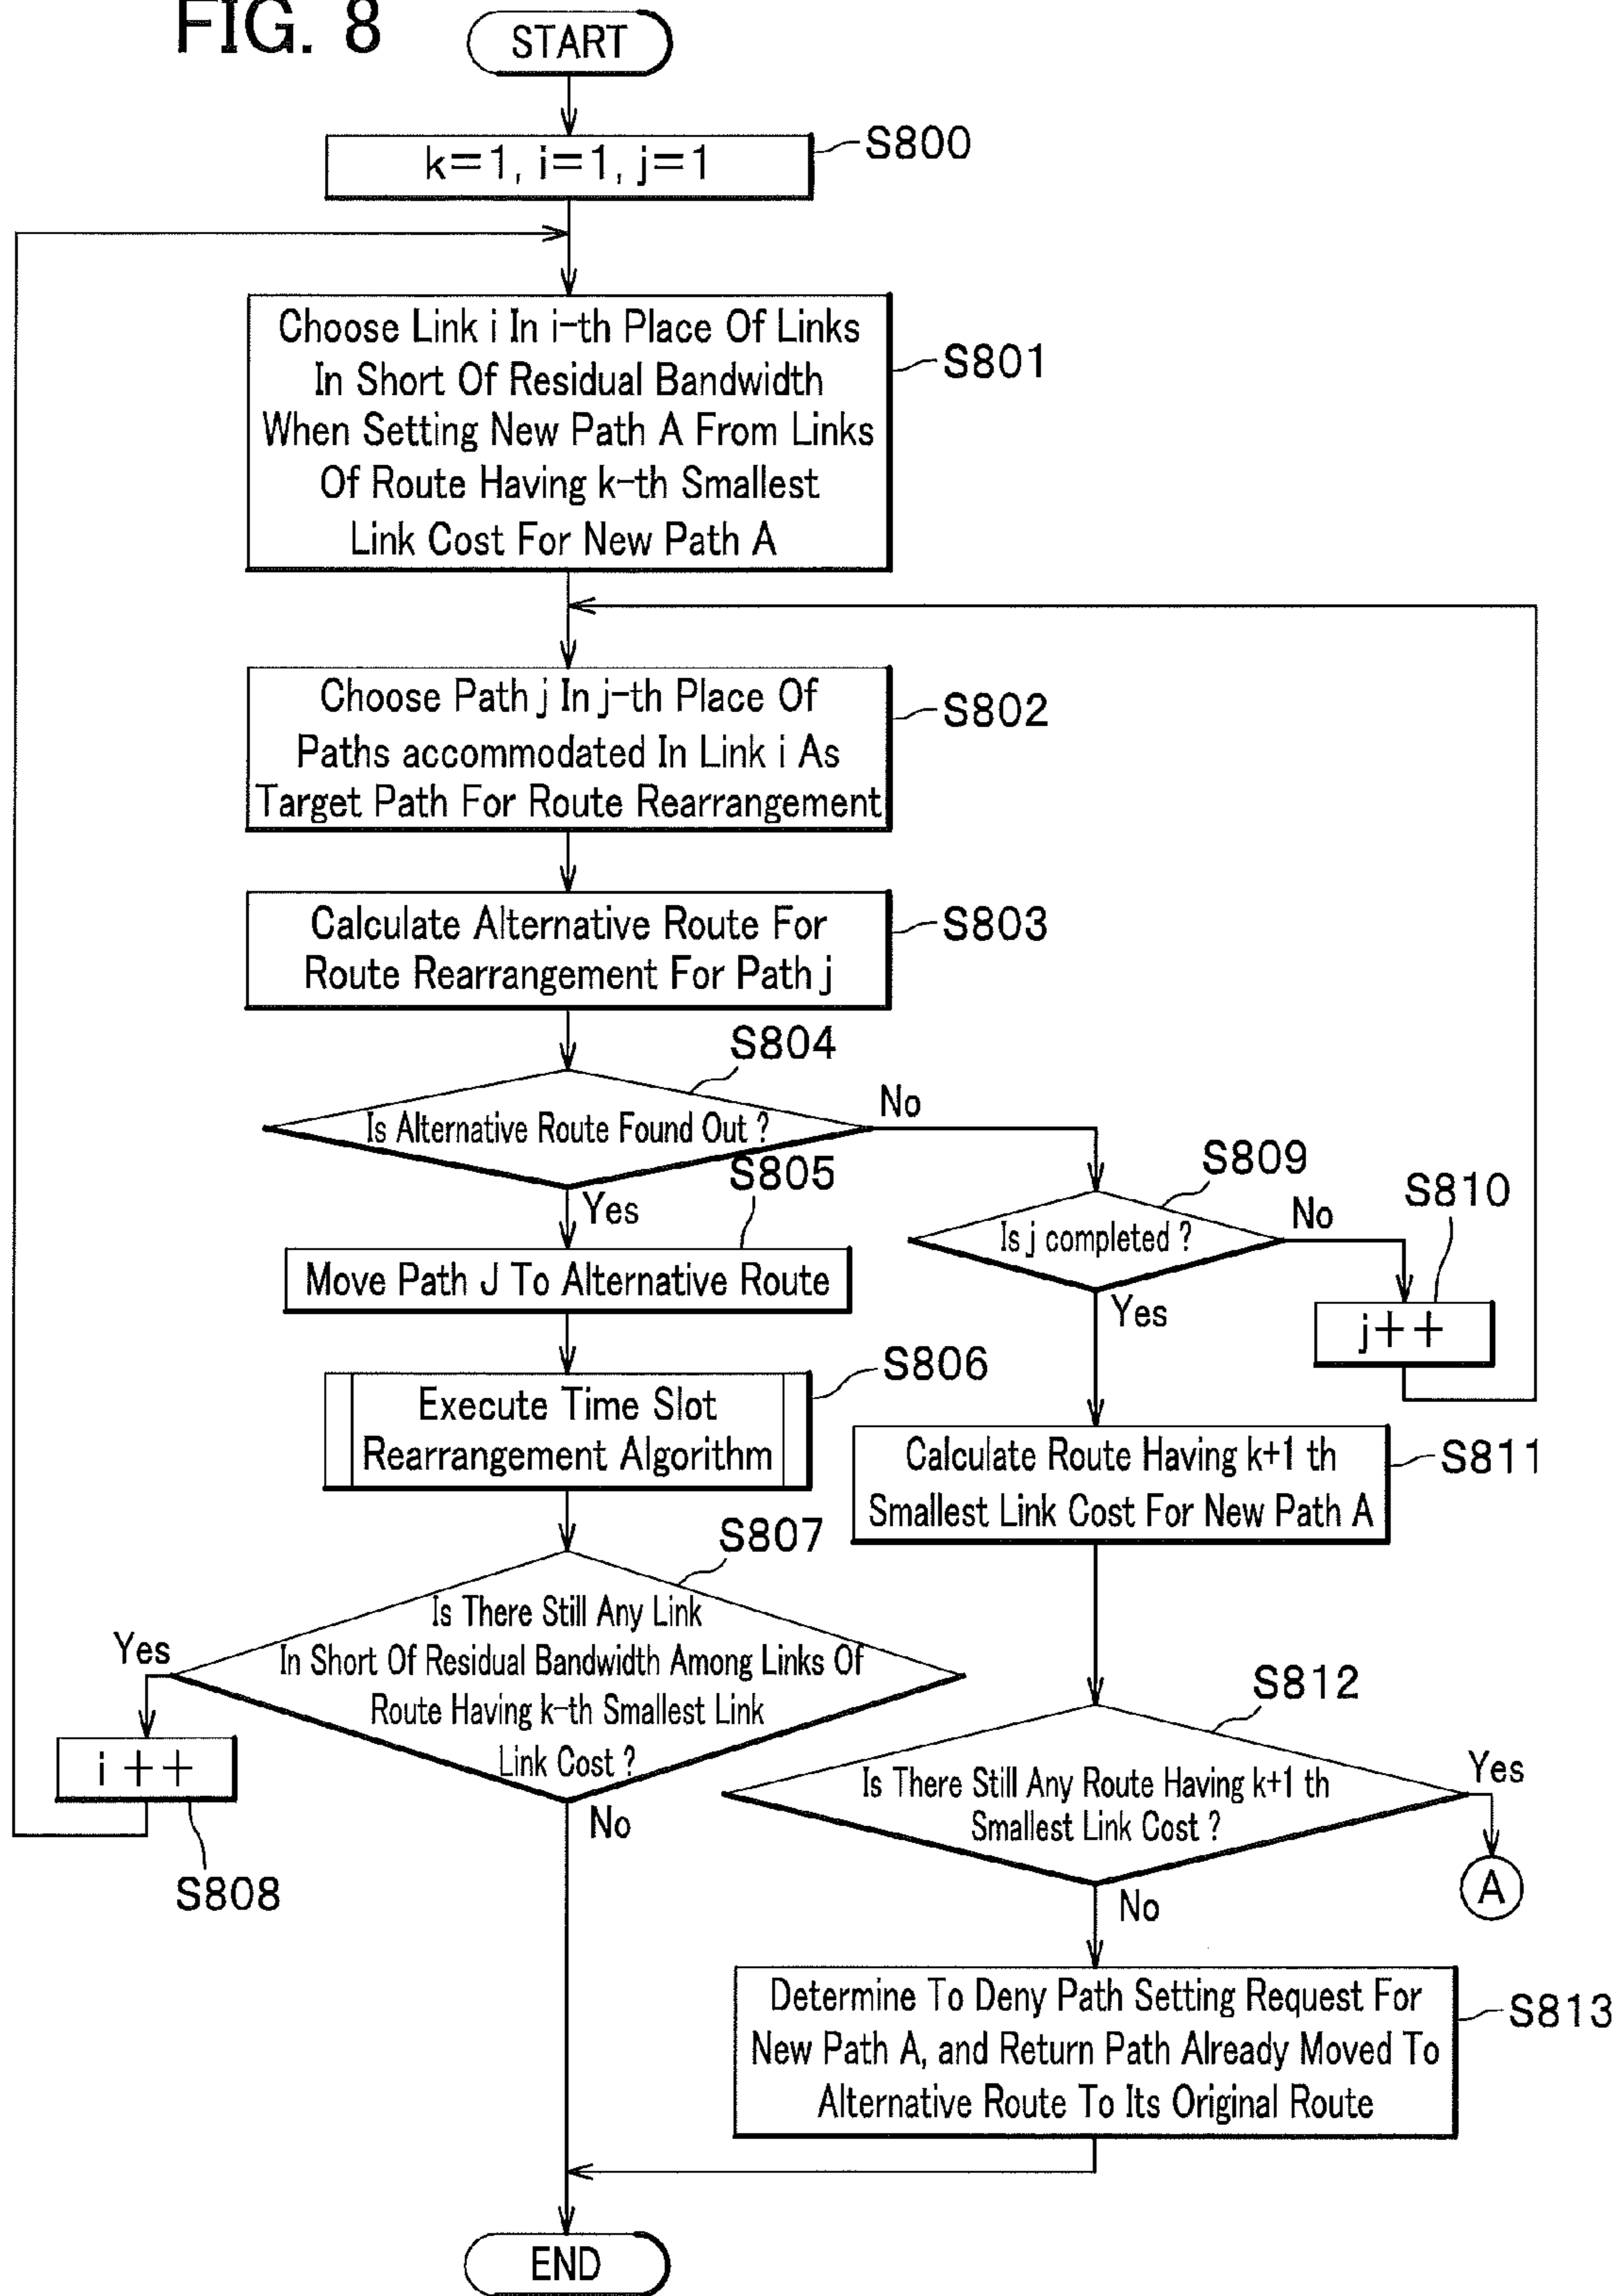 FIG. 8
START
k=1, i=1, j=1
S800
Choose Link i In i-th Place Of Links
In Short Of Residual Bandwidth
When Setting New Path A From Links
Of Route Having k-th Smallest
Link Cost For New Path A
S801
Choose Path j In j-th Place Of
Paths accommodated In Link i As
Target Path For Route Rearrangement
S802
Calculate Alternative Route For
Route Rearrangement For Path j
S803
S804
Is Alternative Route Found Out ?
No
Yes
S805
Move Path J To Alternative Route
S809
Is j completed ?
No
Yes
S810
j++
Execute Time Slot
Rearrangement Algorithm
S806
Calculate Route Having k+1 th
Smallest Link Cost For New Path A
S811
S807
Is There Still Any Link
In Short Of Residual Bandwidth Among Links Of
Route Having k-th Smallest Link
Link Cost ?
Yes
No
i ++
S808
S812
Is There Still Any Route Having k+1 th
Smallest Link Cost ?
Yes
A
No
Determine To Deny Path Setting Request For
New Path A, and Return Path Already Moved To
Alternative Route To Its Original Route
S813
END